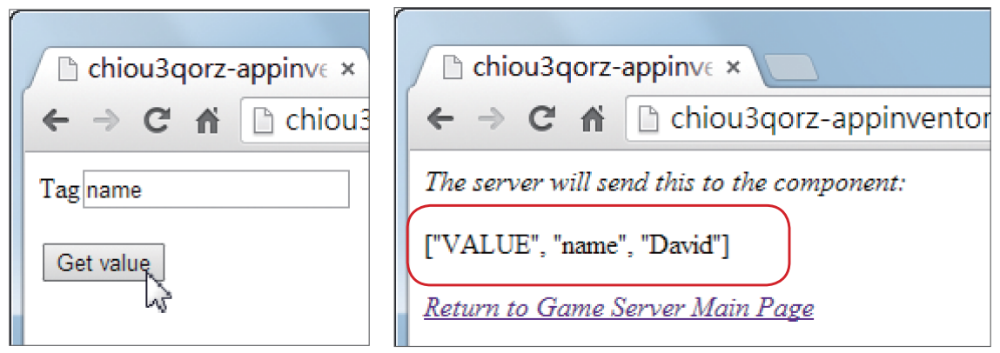 chiou3qorz-appinve
chiou3
Tag name
Get value
chiou3qorz-appinve
chiou3qorz-appinventor
The server will send this to the component:
["VALUE", "name", "David"]
Return to Game Server Main Page